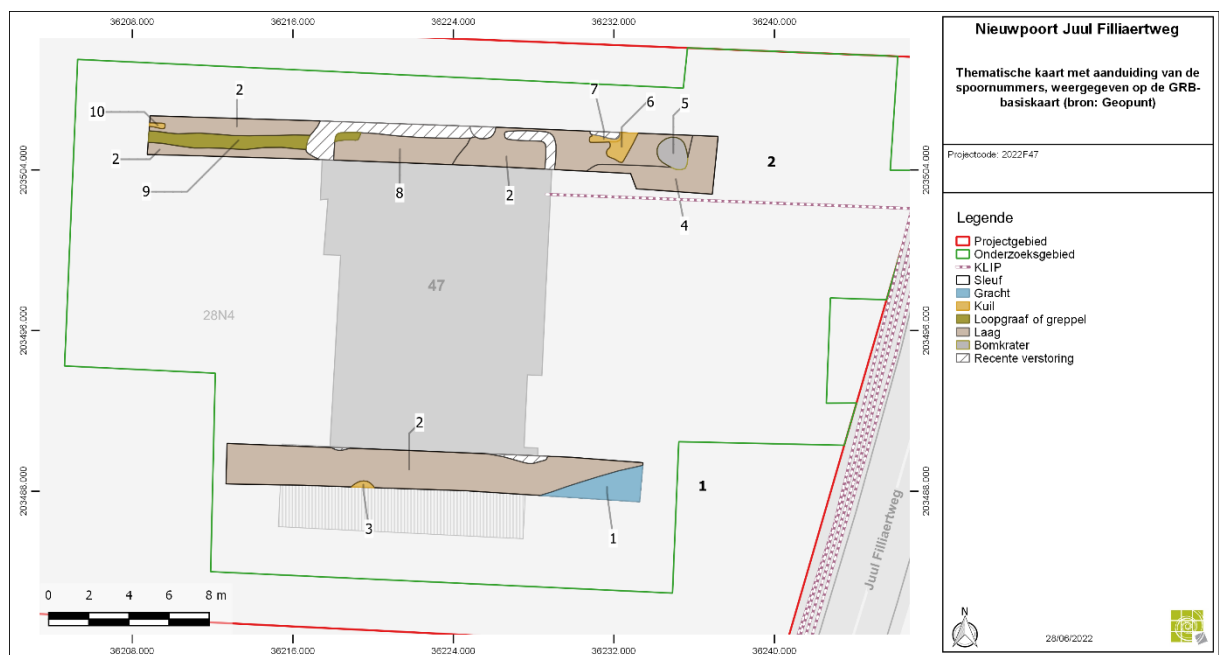 36208.000
36216.000
36224.000
36232.000
36240.000
10
2
7
6
5
2
203504.000
203504.000
2
9
8
2
4
47
28N4
203496.000
203496.000
2
203488.000
203488.000
1
3
1
Juul Filliaertweg
0 2 4 6 8 m
36208.000
36216.000
36224.000
36232.000
36240.000
Nieuwpoort Juul Filliaertweg
Thematische kaart met aanduiding van de
spoornummers, weergegeven op de GRB-
basiskaart (bron: Geopunt)
Projectcode: 2022F47
Legende
Projectgebied
Onderzoeksgebied
KLIP
Sleuf
Gracht
Kuil
Loopgraaf of greppel
Laag
Bomkrater
Recente verstoring
N
28/06/2022